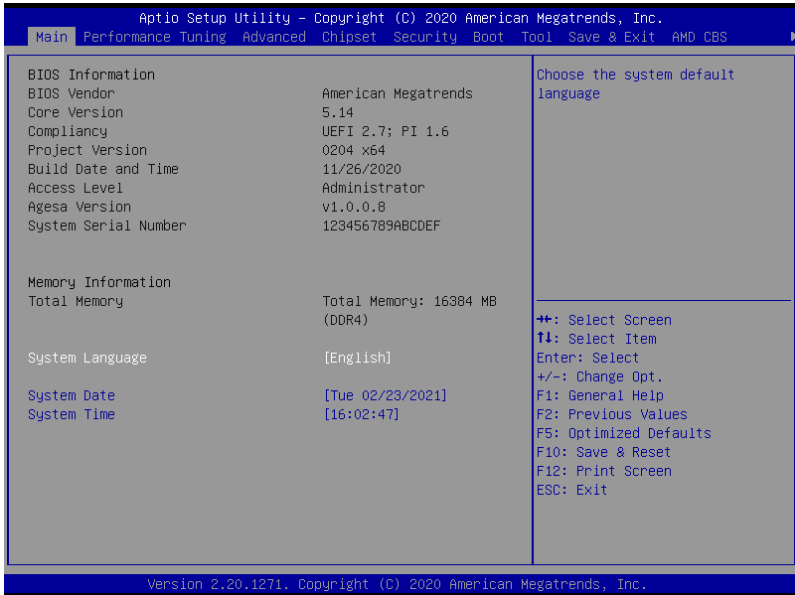 Aptio Setup Utility – Copyright (C) 2020 American Megatrends, Inc.
Main Performance Tuning Advanced Chipset Security Boot Tool Save & Exit AMD CBS
BIOS Information
BIOS Vendor American Megatrends
Core Version 5.14
Compliancy UEFI 2.7; PI 1.6
Project Version 0204 x64
Build Date and Time 11/26/2020
Access Level Administrator
Agesa Version v1.0.0.8
System Serial Number 123456789ABCDEF
Memory Information
Total Memory Total Memory: 16384 MB
(DDR4)
System Language [English]
System Date [Tue 02/23/2021]
System Time [16:02:47]
Choose the system default
language
→←: Select Screen
↑↓: Select Item
Enter: Select
+/-: Change Opt.
F1: General Help
F2: Previous Values
F5: Optimized Defaults
F10: Save & Reset
F12: Print Screen
ESC: Exit
Version 2.20.1271. Copyright (C) 2020 American Megatrends, Inc.